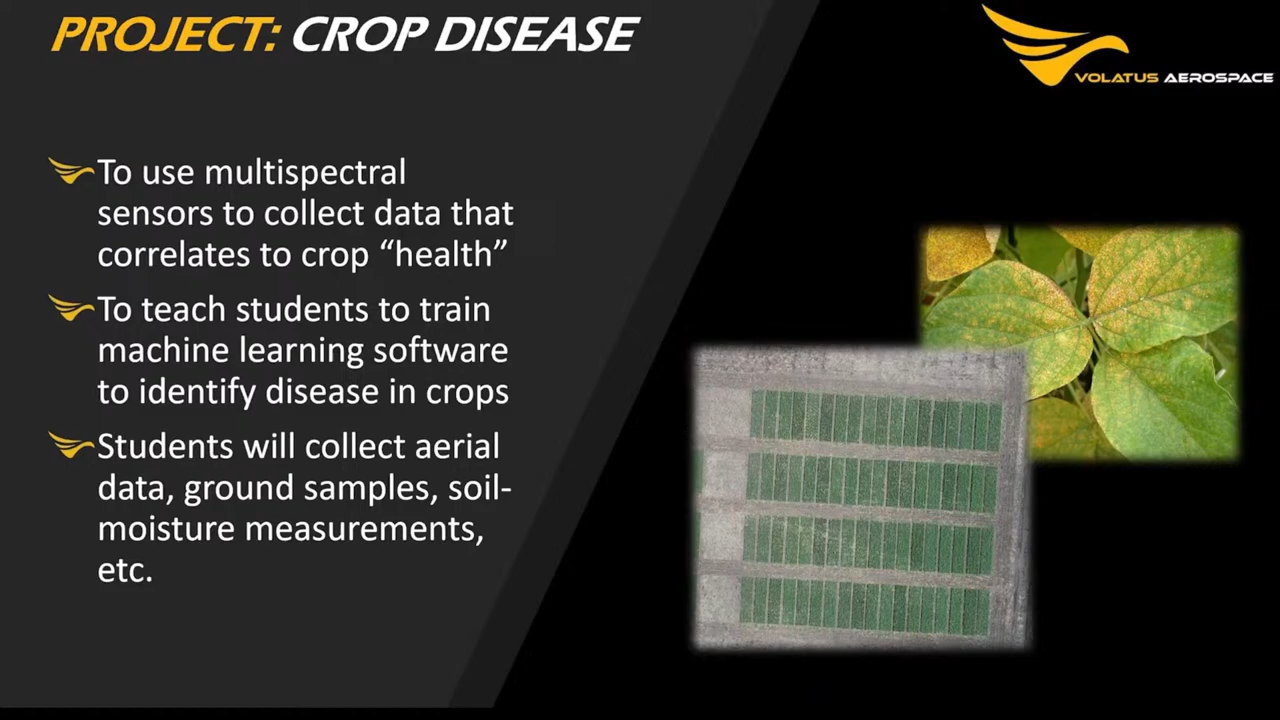 PROJECT: CROP DISEASE
VOLATUS AEROSPACE
To use multispectral
sensors to collect data that
correlates to crop “health”
To teach students to train
machine learning software
to identify disease in crops
Students will collect aerial
data, ground samples, soil-
moisture measurements,
etc.